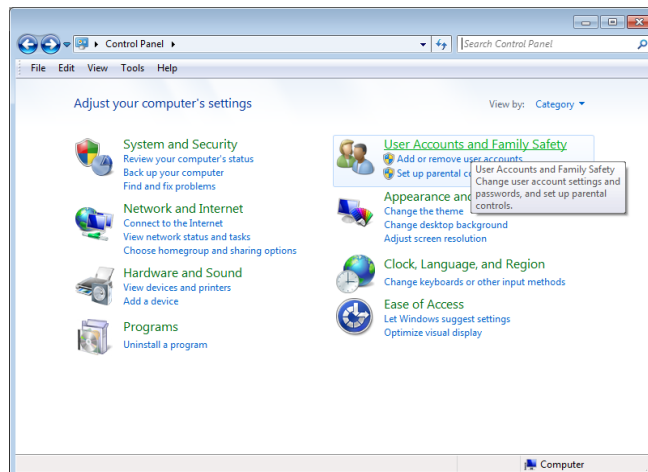 Control Panel
Search Control Panel
File Edit View Tools Help
Adjust your computer's settings
View by: Category
System and Security
Review your computer's status
Back up your computer
Find and fix problems
Network and Internet
Connect to the Internet
View network status and tasks
Choose homegroup and sharing options
Hardware and Sound
View devices and printers
Add a device
Programs
Uninstall a program
User Accounts and Family Safety
Add or remove user accounts
Set up parental co
User Accounts and Family Safety
Change user account settings and
passwords, and set up parental
controls.
Appearance and
Change the theme
Change desktop background
Adjust screen resolution
Clock, Language, and Region
Change keyboards or other input methods
Ease of Access
Let Windows suggest settings
Optimize visual display
Computer